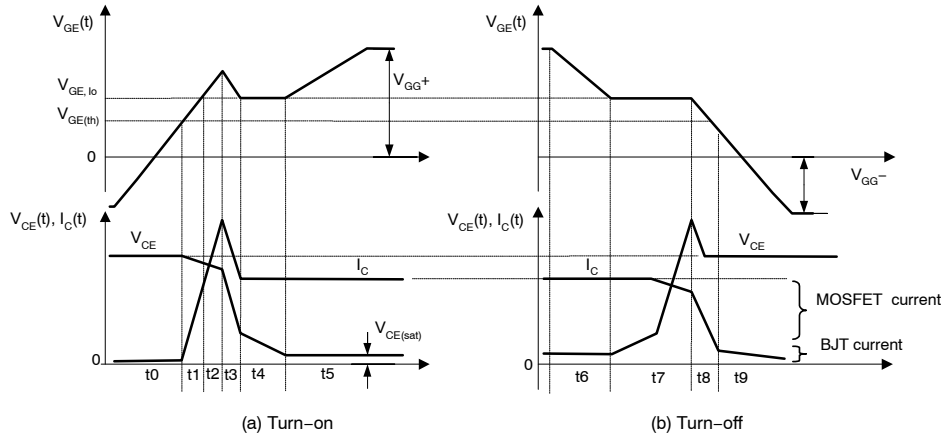 V_GE(t)
V_GE, Io
V_GE(th)
0
V_GG+
V_CE(t), I_C(t)
V_CE
I_C
V_CE(sat)
0
t0 t1 t2 t3 t4 t5
(a) Turn−on
V_GE(t)
V_GG−
V_CE(t), I_C(t)
V_CE
I_C
MOSFET current
BJT current
0
t6 t7 t8 t9
(b) Turn−off